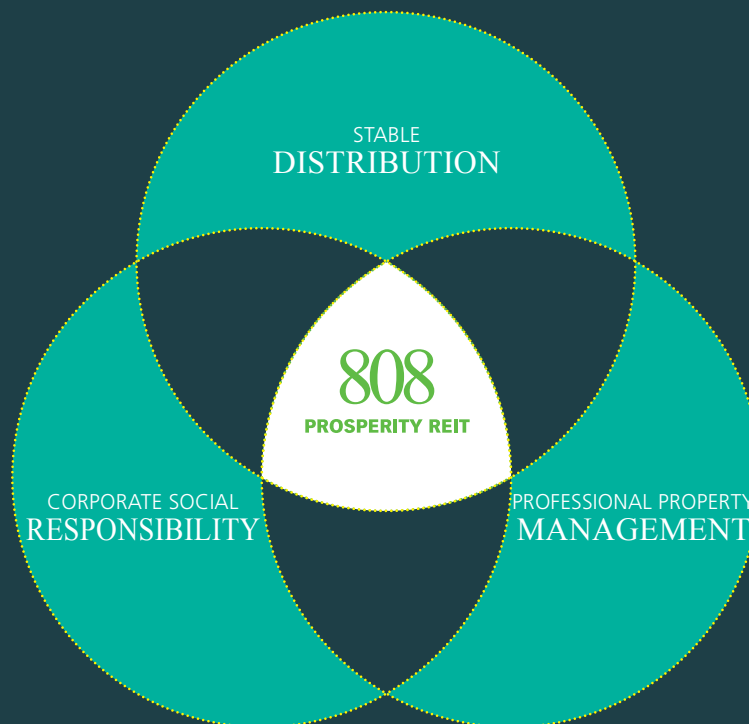 STABLE
DISTRIBUTION
808
PROSPERITY REIT
CORPORATE SOCIAL
RESPONSIBILITY
PROFESSIONAL PROPERTY
MANAGEMENT